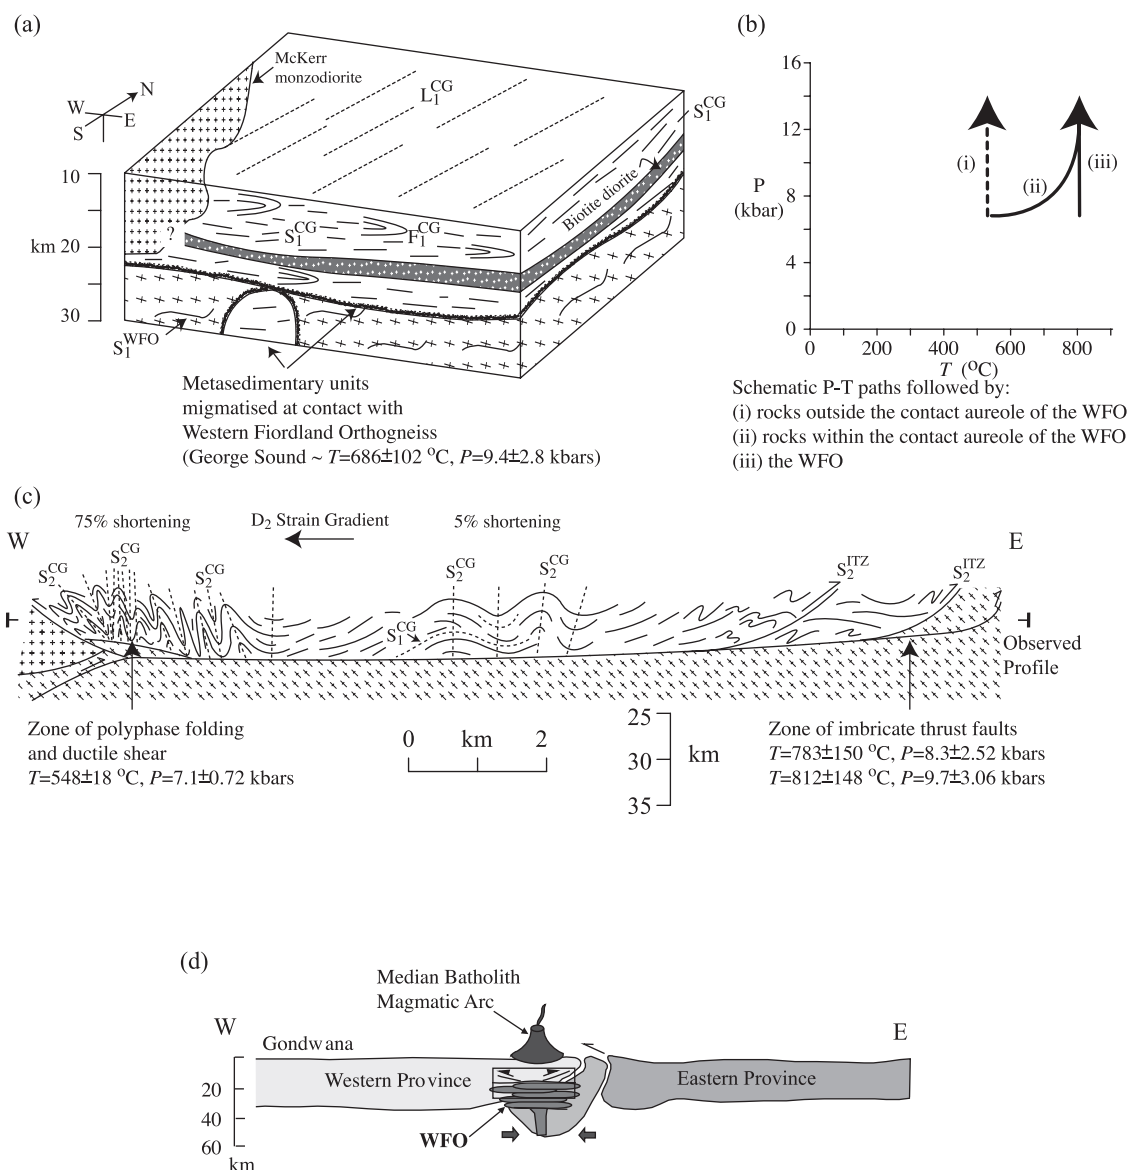 (a)
McKerr
monzodiorite
N
W
S
E
L1CG
S1CG
10
Biotite diorite
?
S1CG
F1CG
km 20
30
S1WFO
Metasedimentary units
migmatised at contact with
Western Fiordland Orthogneiss
(George Sound ~ T=686±102 °C, P=9.4±2.8 kbars)
(b)
16
12
P
(kbar)
8
4
0
(i)
(ii)
(iii)
0 200 400 600 800
T (°C)
Schematic P-T paths followed by:
(i) rocks outside the contact aureole of the WFO
(ii) rocks within the contact aureole of the WFO
(iii) the WFO
(c)
75% shortening
D2 Strain Gradient
5% shortening
W
E
S2CG
S2CG
S2CG
S2CG
S2CG
S2ITZ
S2ITZ
S1CG
Observed
Profile
Zone of polyphase folding
and ductile shear
T=548±18 °C, P=7.1±0.72 kbars
0 km 2
25
30
35
km
Zone of imbricate thrust faults
T=783±150 °C, P=8.3±2.52 kbars
T=812±148 °C, P=9.7±3.06 kbars
(d)
Median Batholith
Magmatic Arc
W
E
Gondwana
Western Province
Eastern Province
20
40
60
km
WFO